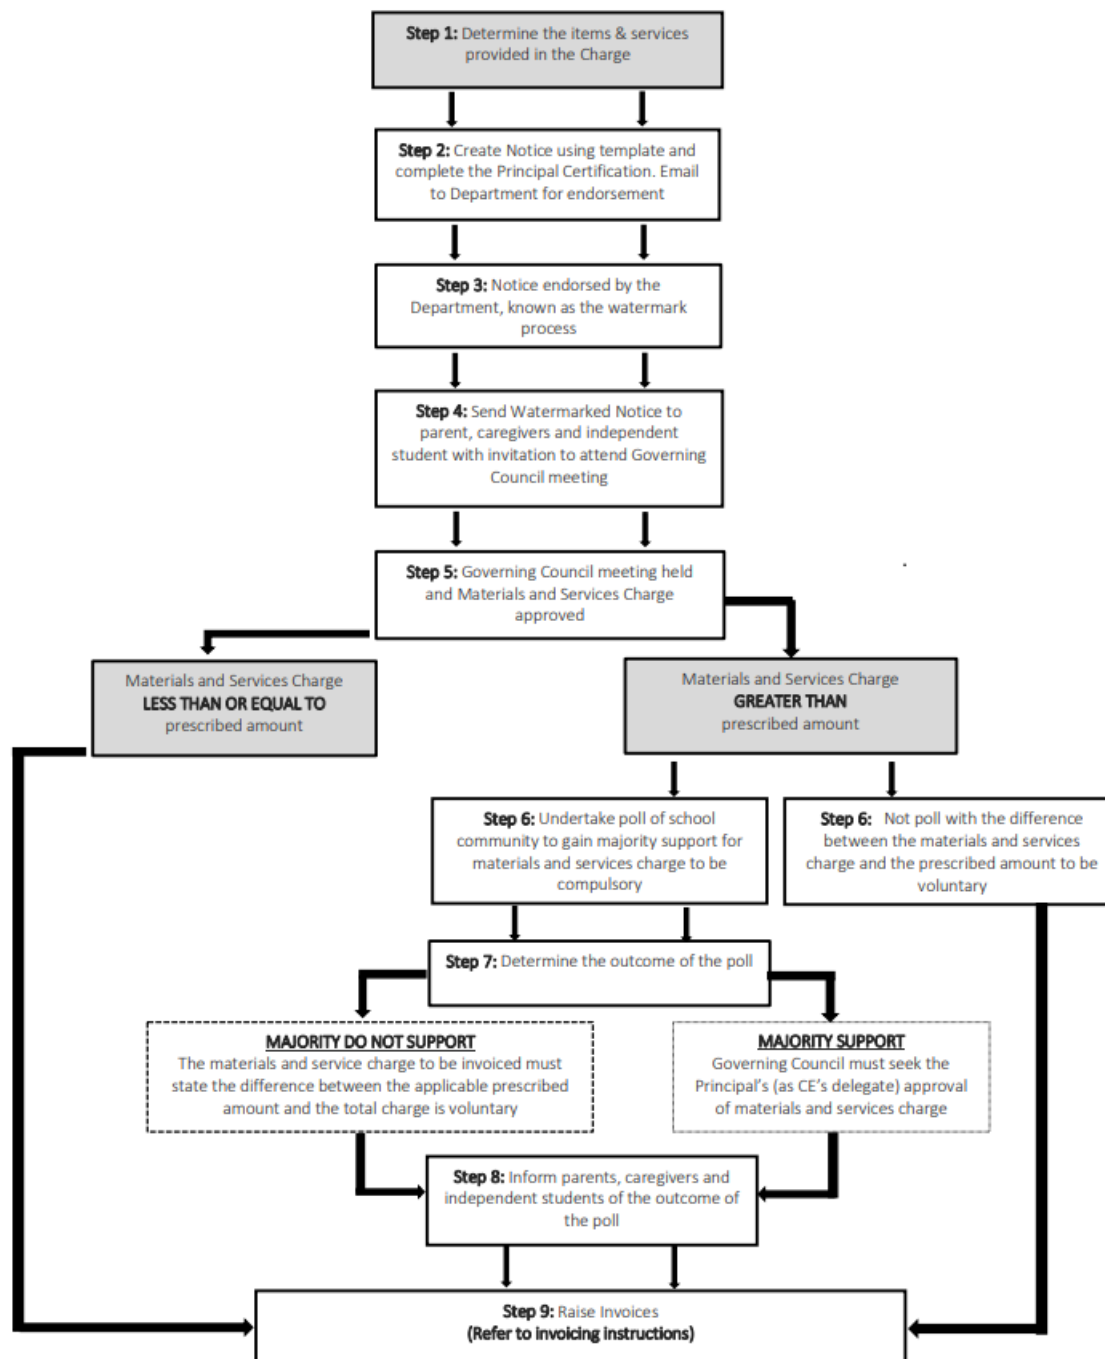 Step 1: Determine the items & services
provided in the Charge
Step 2: Create Notice using template and
complete the Principal Certification. Email
to Department for endorsement
Step 3: Notice endorsed by the
Department, known as the watermark
process
Step 4: Send Watermarked Notice to
parent, caregivers and independent
student with invitation to attend Governing
Council meeting
Step 5: Governing Council meeting held
and Materials and Services Charge
approved
Materials and Services Charge
LESS THAN OR EQUAL TO
prescribed amount
Materials and Services Charge
GREATER THAN
prescribed amount
Step 6: Undertake poll of school
community to gain majority support for
materials and services charge to be
compulsory
Step 6: Not poll with the difference
between the materials and services
charge and the prescribed amount to be
voluntary
Step 7: Determine the outcome of the poll
MAJORITY DO NOT SUPPORT
The materials and service charge to be invoiced must
state the difference between the applicable prescribed
amount and the total charge is voluntary
MAJORITY SUPPORT
Governing Council must seek the
Principal's (as CE's delegate) approval
of materials and services charge
Step 8: Inform parents, caregivers and
independent students of the outcome of
the poll
Step 9: Raise Invoices
(Refer to invoicing instructions)